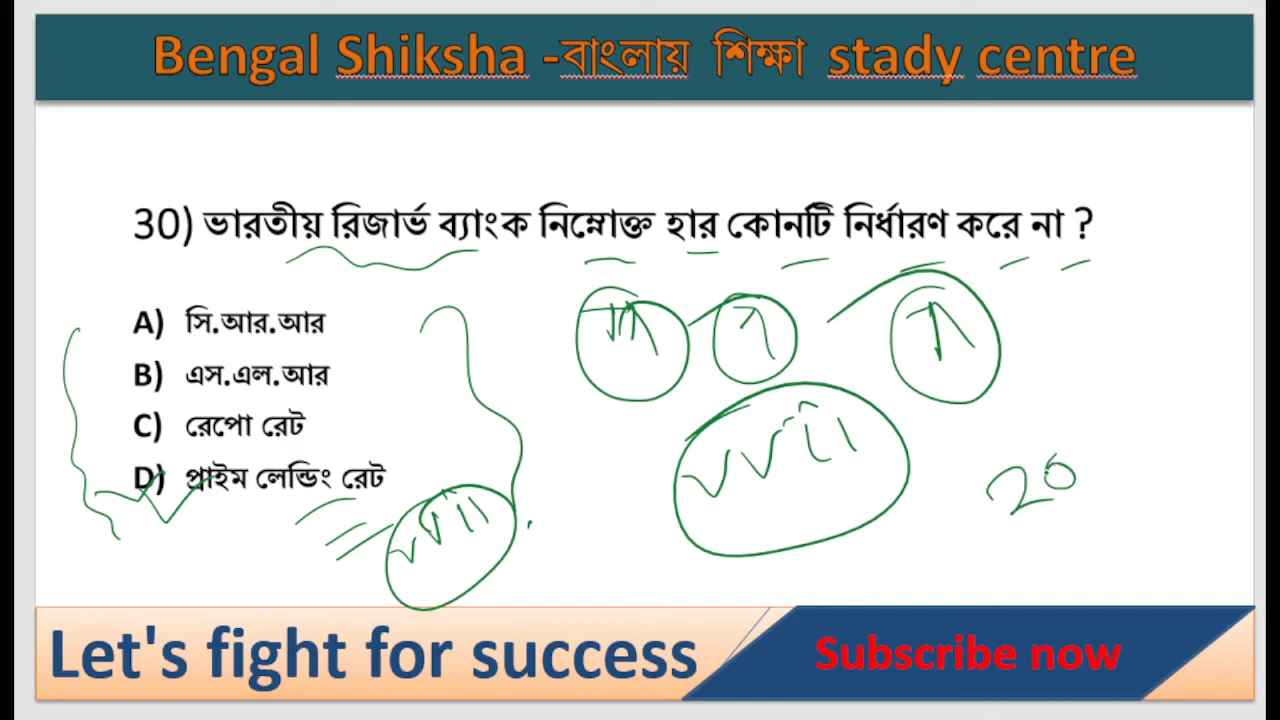 Bengal Shiksha -বাংলায় শিক্ষা stady centre
30) ভারতীয় রিজার্ভ ব্যাংক নিম্নোক্ত হার কোনটি নির্ধারণ করে না ?
A) সি.আর.আর
B) এস.এল.আর
C) রেপো রেট
D) প্রাইম লেন্ডিং রেট
Let's fight for success
Subscribe now